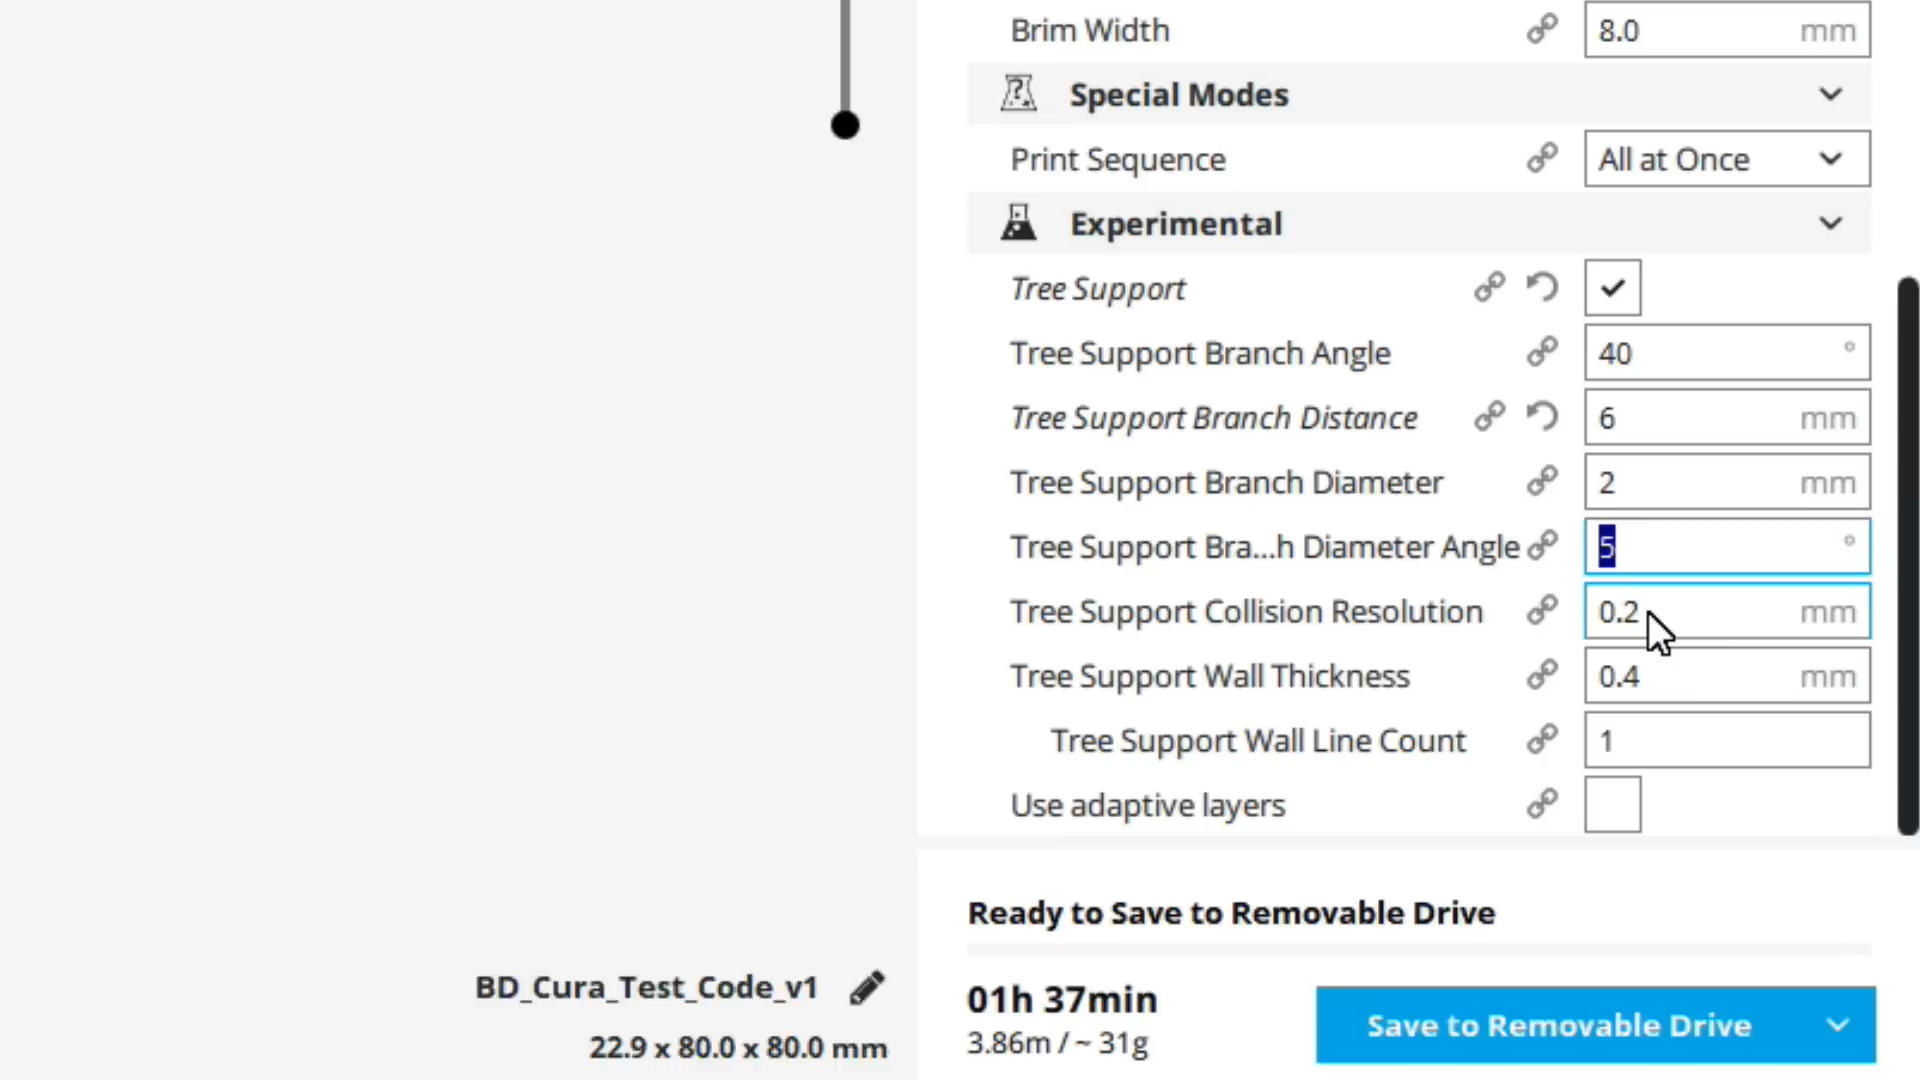 Brim Width 8.0 mm
Special Modes
Print Sequence All at Once
Experimental
Tree Support
Tree Support Branch Angle 40 °
Tree Support Branch Distance 6 mm
Tree Support Branch Diameter 2 mm
Tree Support Bra...h Diameter Angle 5 °
Tree Support Collision Resolution 0.2 mm
Tree Support Wall Thickness 0.4 mm
Tree Support Wall Line Count 1
Use adaptive layers
Ready to Save to Removable Drive
BD_Cura_Test_Code_v1
22.9 x 80.0 x 80.0 mm
01h 37min
3.86m / ~ 31g
Save to Removable Drive